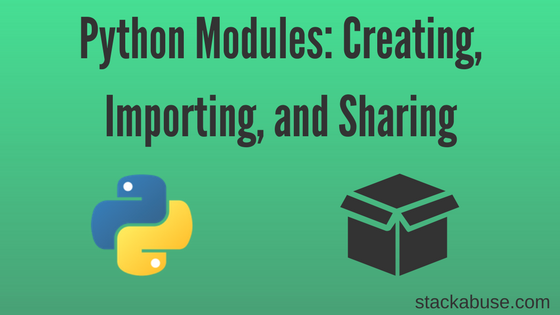 Python Modules: Creating,
Importing, and Sharing
stackabuse.com